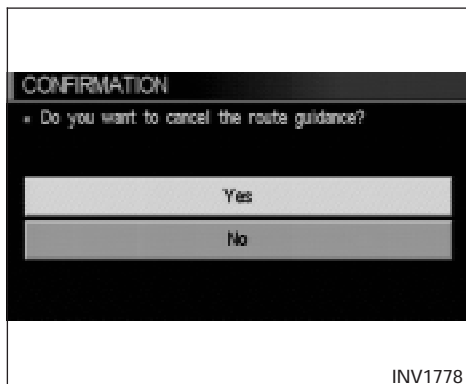 CONFIRMATION
• Do you want to cancel the route guidance?
Yes
No
INV1778